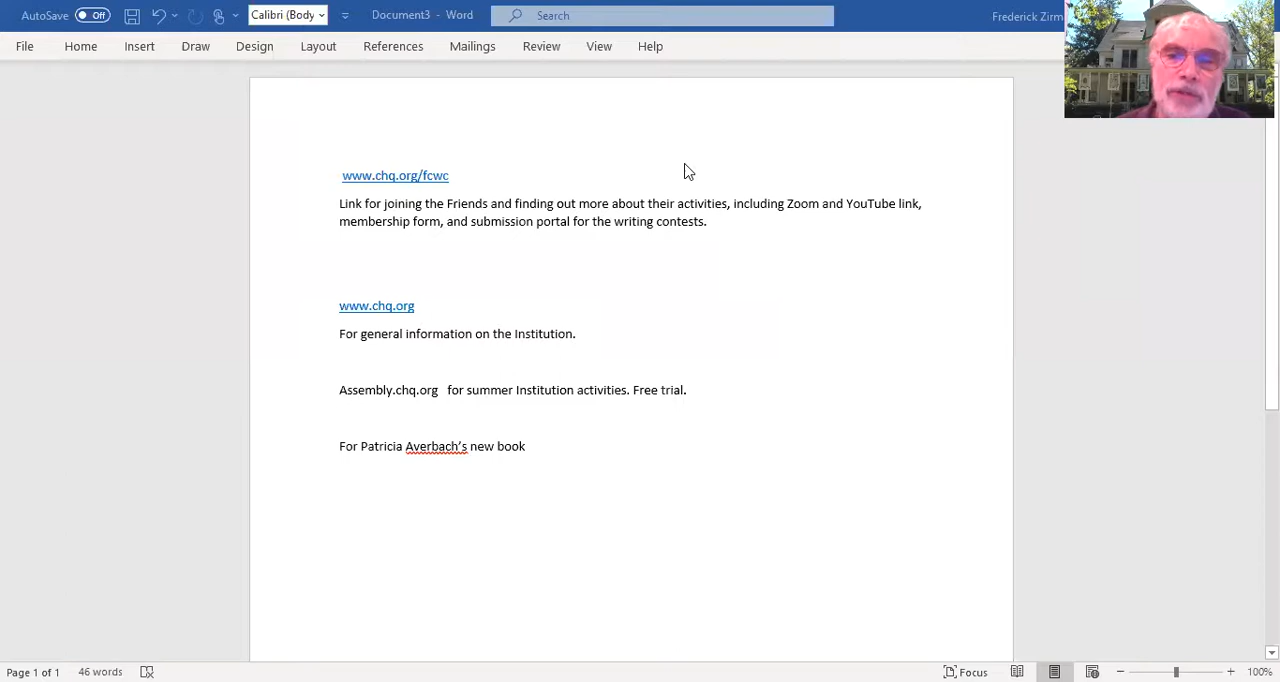 AutoSave Off Calibri (Body Document3 - Word Search Frederick Zirm
File Home Insert Draw Design Layout References Mailings Review View Help
www.chq.org/fcwc
Link for joining the Friends and finding out more about their activities, including Zoom and YouTube link,
membership form, and submission portal for the writing contests.
www.chq.org
For general information on the Institution.
Assembly.chq.org for summer Institution activities. Free trial.
For Patricia Averbach’s new book
Page 1 of 1 46 words Focus 100%